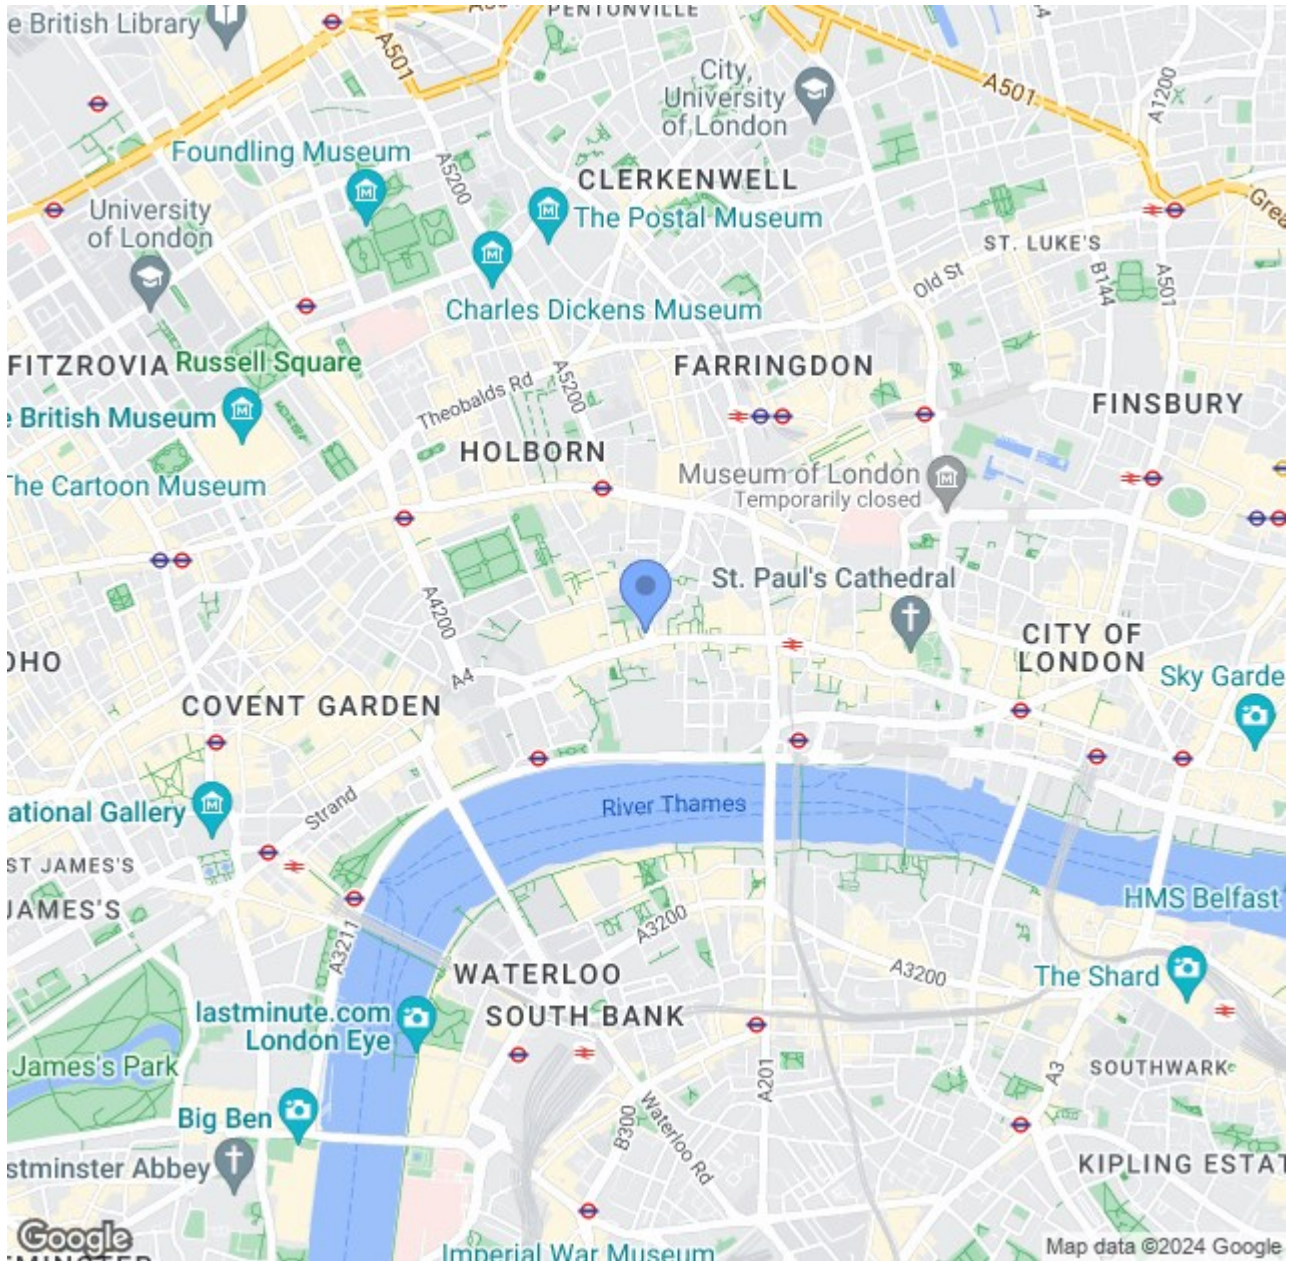 A501
PENTONVILLE
e British Library
A501
City,
University
of London
A501
A1200
Foundling Museum
A5200
CLERKENWELL
University
of London
The Postal Museum
Grea
ST. LUKE'S
Old St
B144
A501
Charles Dickens Museum
FITZROVIA
Russell Square
A5200
FARRINGDON
Theobalds Rd
FINSBURY
e British Museum
HOLBORN
Museum of London
Temporarily closed
The Cartoon Museum
St. Paul's Cathedral
A4200
CITY OF
LONDON
OHO
A4
Sky Garde
COVENT GARDEN
River Thames
Strand
ational Gallery
ST JAMES'S
JAMES'S
HMS Belfast
A3211
A3200
WATERLOO
A3200
The Shard
lastminute.com
London Eye
SOUTH BANK
James's Park
A201
A3
SOUTHWARK
Big Ben
B300
Waterloo Rd
stminster Abbey
KIPLING ESTAT
Google
TMINSTER
Imperial War Museum
Map data ©2024 Google